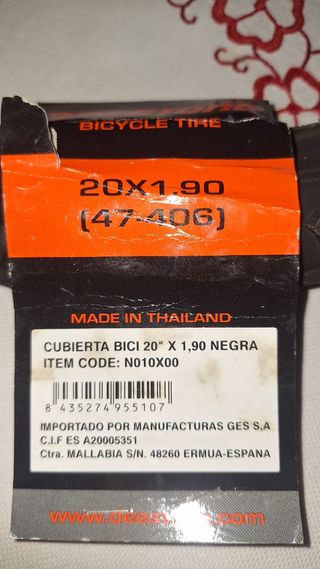 BICYCLE TIRE
20X1.90
(47-406)
MADE IN THAILAND
CUBIERTA BICI 20" X 1,90 NEGRA
ITEM CODE: N010X00
8 435274 955107
IMPORTADO POR MANUFACTURAS GES S,A
C.I.F ES A20005351
Ctra. MALLABIA S/N. 48260 ERMUA-ESPANA